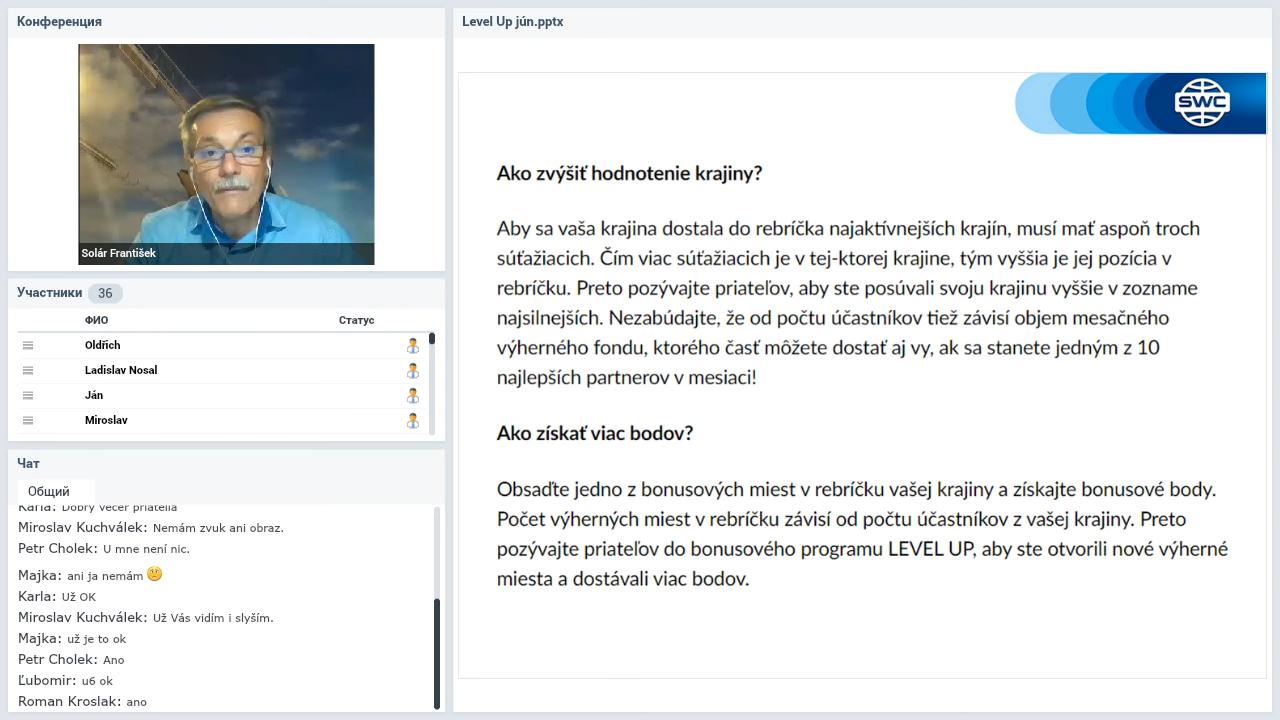 Конференция
Solár František
Участники 36
ФИО Статус
Oldřich
Ladislav Nosal
Ján
Miroslav
Чат
Общий
Karla: Dobrý večer priatelia
Miroslav Kuchválek: Nemám zvuk ani obraz.
Petr Cholek: U mne není nic.
Majka: ani ja nemám
Karla: Už OK
Miroslav Kuchválek: Už Vás vidím i slyším.
Majka: už je to ok
Petr Cholek: Ano
Ľubomir: u6 ok
Roman Kroslak: ano
Level Up jún.pptx
SWC
Ako zvýšiť hodnotenie krajiny?
Aby sa vaša krajina dostala do rebríčka najaktívnejších krajín, musí mať aspoň troch
súťažiacich. Čím viac súťažiacich je v tej-ktorej krajine, tým vyššia je jej pozícia v
rebríčku. Preto pozývajte priateľov, aby ste posúvali svoju krajinu vyššie v zozname
najsilnejších. Nezabúdajte, že od počtu účastníkov tiež závisí objem mesačného
výherného fondu, ktorého časť môžete dostať aj vy, ak sa stanete jedným z 10
najlepších partnerov v mesiaci!
Ako získať viac bodov?
Obsaďte jedno z bonusových miest v rebríčku vašej krajiny a získajte bonusové body.
Počet výherných miest v rebríčku závisí od počtu účastníkov z vašej krajiny. Preto
pozývajte priateľov do bonusového programu LEVEL UP, aby ste otvorili nové výherné
miesta a dostávali viac bodov.